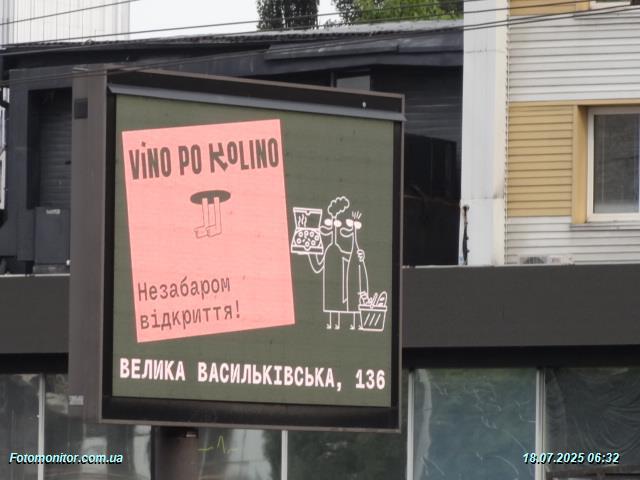 VINO PO KOLINO
Незабаром
відкриття!
ВЕЛИКА ВАСИЛЬКІВСЬКА, 136
Fotomonitor.com.ua
18.07.2025 06:32